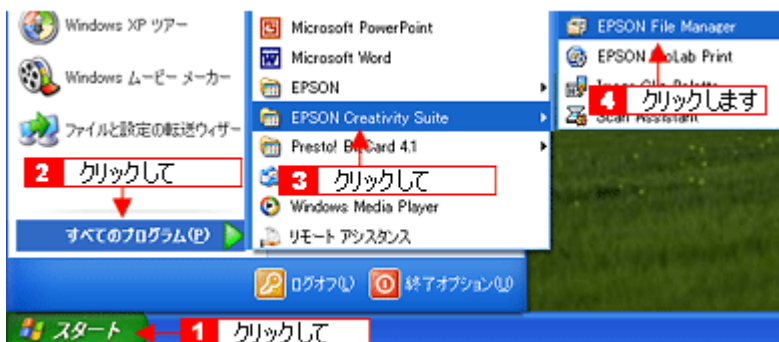 Windows XP ツアー
Windows ムービー メーカー
ファイルと設定の転送ウィザー
2 クリックして
すべてのプログラム(P)
Microsoft PowerPoint
Microsoft Word
EPSON
EPSON Creativity Suite
Presto! Card 4.1
3 クリックして
Windows Media Player
リモート アシスタンス
EPSON File Manager
EPSON Print
4 クリックします
Scan Assistant
ログオフ(L)
終了オプション(U)
スタート
1 クリックして